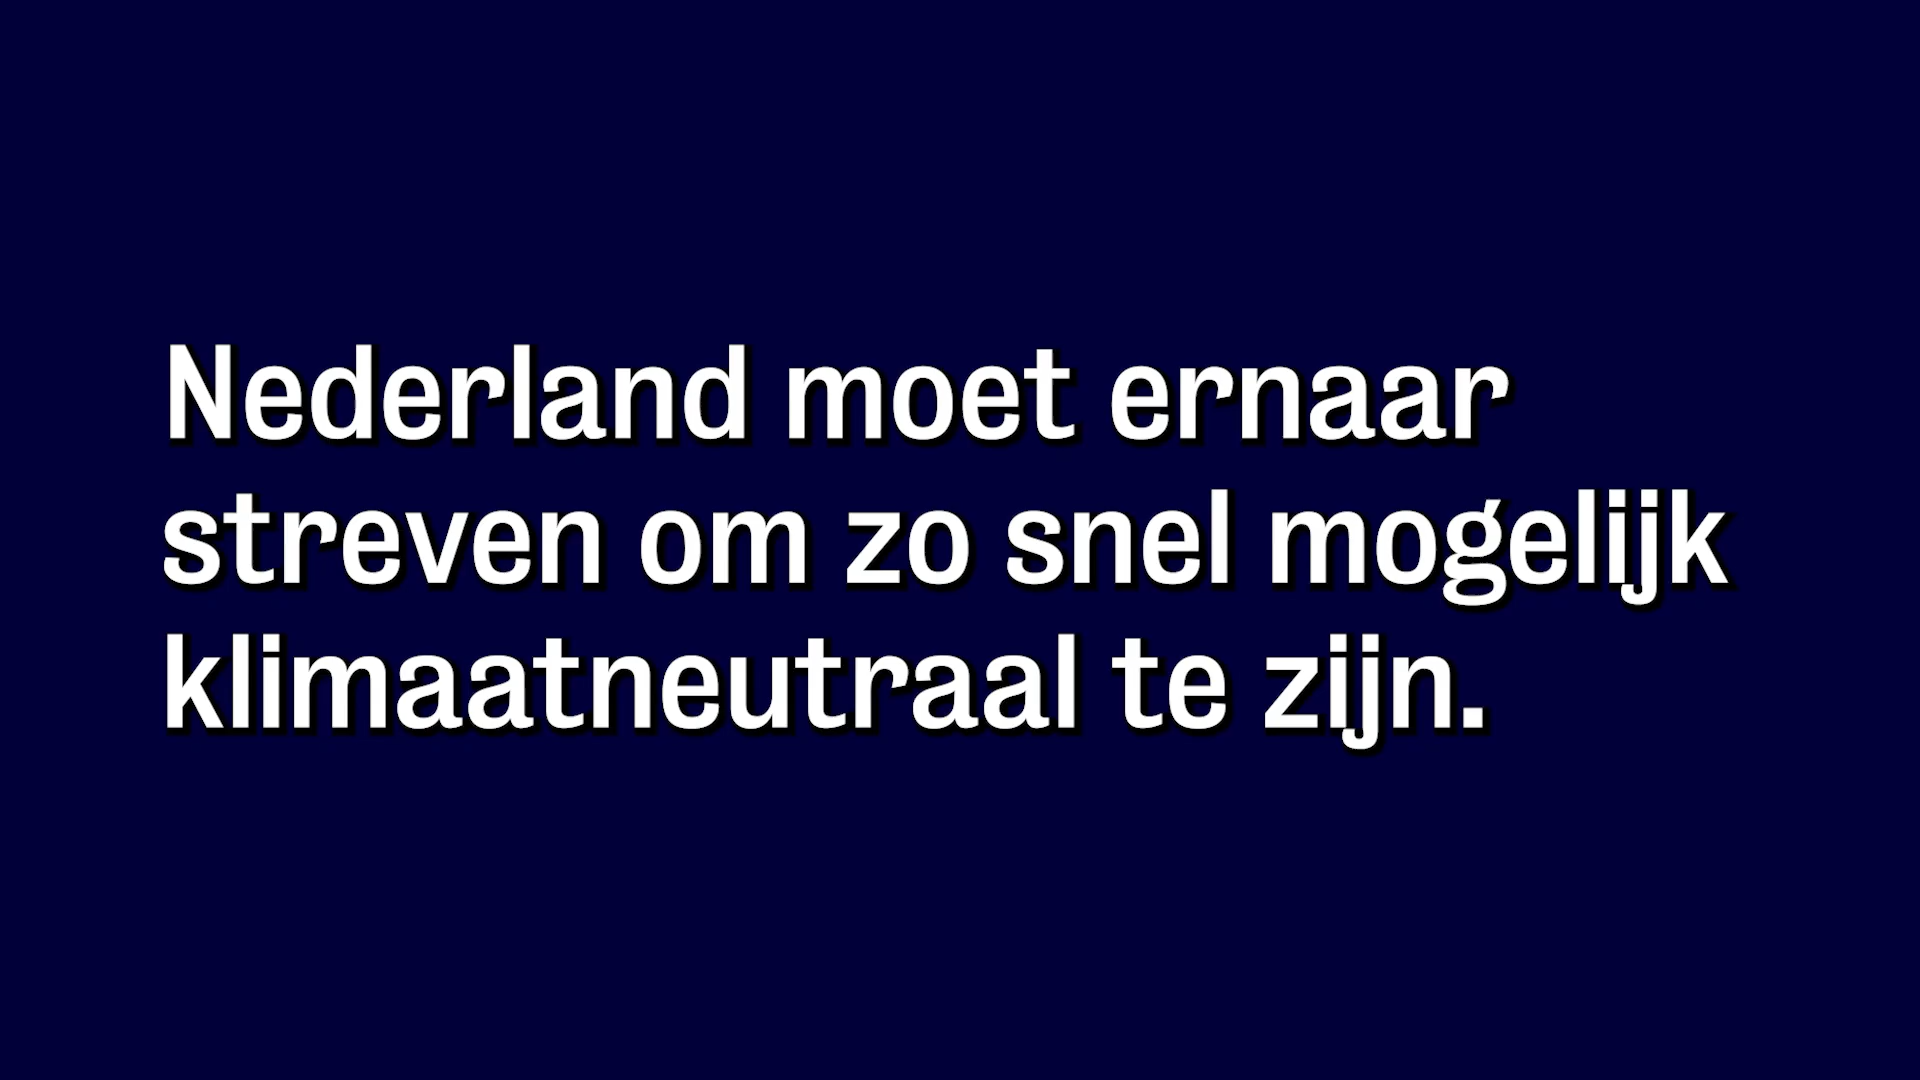 Nederland moet ernaar
streven om zo snel mogelijk
klimaatneutraal te zijn.